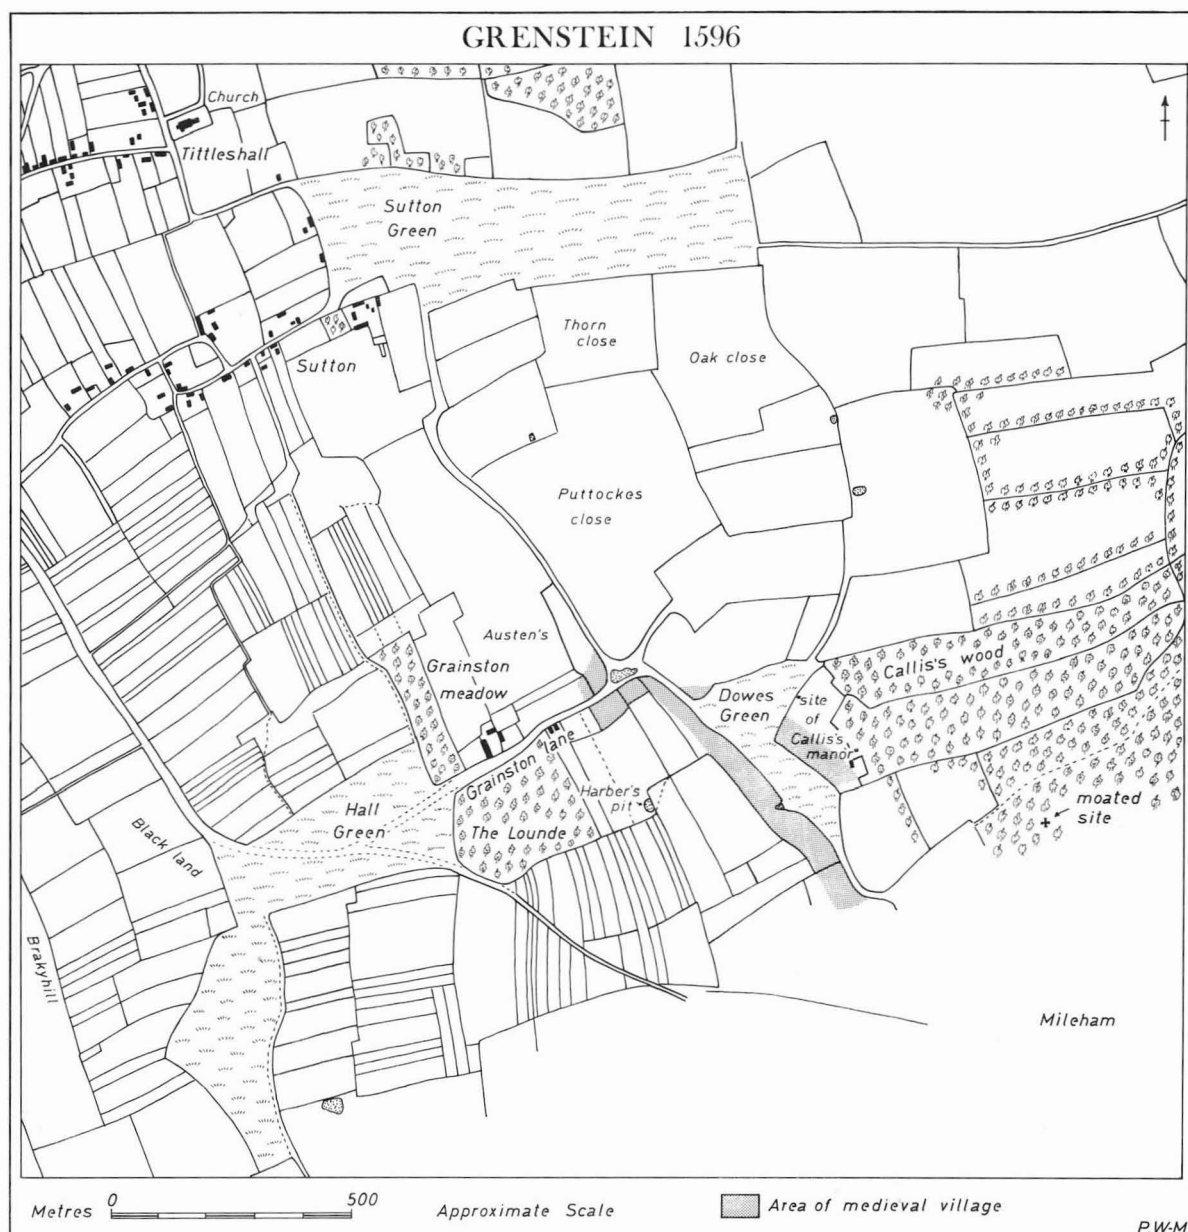 GRENSTEIN 1596
Church
Tittleshall
Sutton
Green
Thorn
close
Oak close
Sutton
Puttockes
close
Austen's
Grainston
meadow
Callis's wood
Dowes
Green
site
of
Callis's
manor
Grainston lane
Harber's
pit
Hall
Green
The Lounde
moated
site
Black land
Brakyhill
Mileham
Metres 0 500 Approximate Scale
Area of medieval village
P.W-M